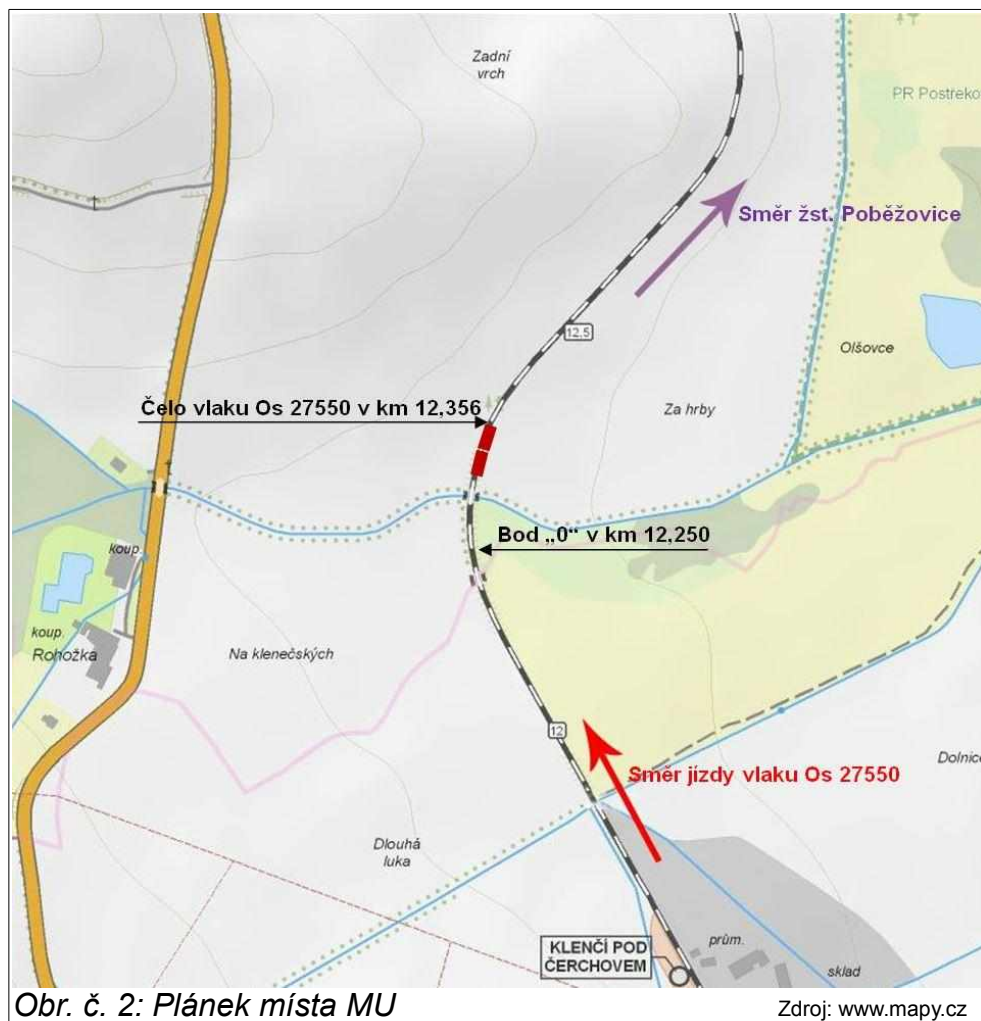 Zadní
vrch
PR Postřeko
Směr žst. Poběžovice
12,5
Olšovce
Čelo vlaku Os 27550 v km 12,356
Za hrby
Bod „0“ v km 12,250
koup.
koup.
Rohožka
Na klenečských
12
Směr jízdy vlaku Os 27550
Dolnice
Dlouhá
luka
KLENČÍ POD
ČERCHOVEM
prům.
sklad
Obr. č. 2: Plánek místa MU
Zdroj: www.mapy.cz